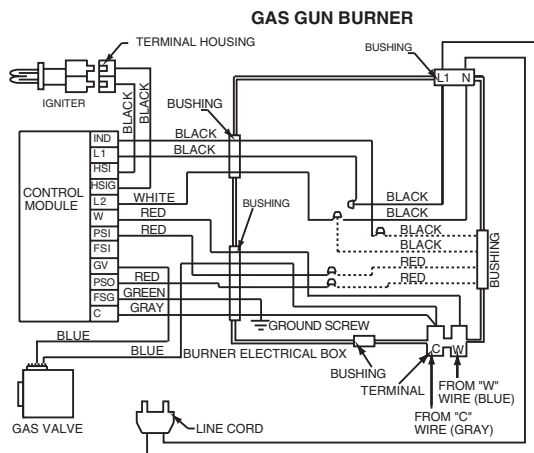 GAS GUN BURNER
TERMINAL HOUSING
IGNITER
BLACK
BLACK
BUSHING
BUSHING
L1 N
CONTROL
MODULE
IND
L1
HSI
HSIG
L2
W
PSI
FSI
GV
PSO
FSG
C
BLACK
BLACK
WHITE
RED
RED
RED
GREEN
GRAY
BLUE
BLUE
BUSHING
BLACK
BLACK
BLACK
BLACK
RED
RED
BUSHING
GROUND SCREW
BURNER ELECTRICAL BOX
BUSHING
TERMINAL
C W
FROM "W"
WIRE (BLUE)
FROM "C"
WIRE (GRAY)
GAS VALVE
LINE CORD